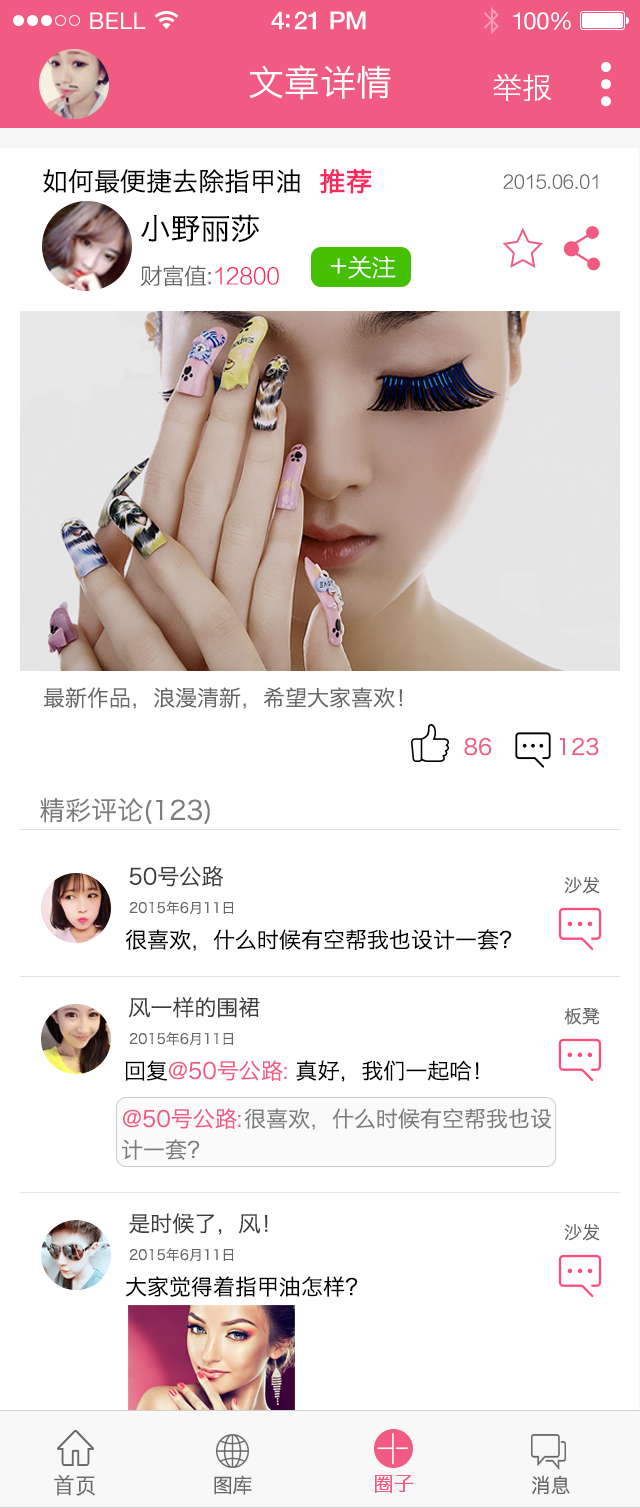 BELL 4:21 PM 100%
文章详情 举报
如何最便捷去除指甲油 推荐 2015.06.01
小野丽莎
财富值:12800 +关注
最新作品，浪漫清新，希望大家喜欢！
86 123
精彩评论(123)
50号公路 沙发
2015年6月11日
很喜欢，什么时候有空帮我也设计一套？
风一样的围裙 板凳
2015年6月11日
回复@50号公路: 真好，我们一起哈！
@50号公路:很喜欢，什么时候有空帮我也设
计一套？
是时候了，风！ 沙发
2015年6月11日
大家觉得着指甲油怎样？
首页 图库 圈子 消息